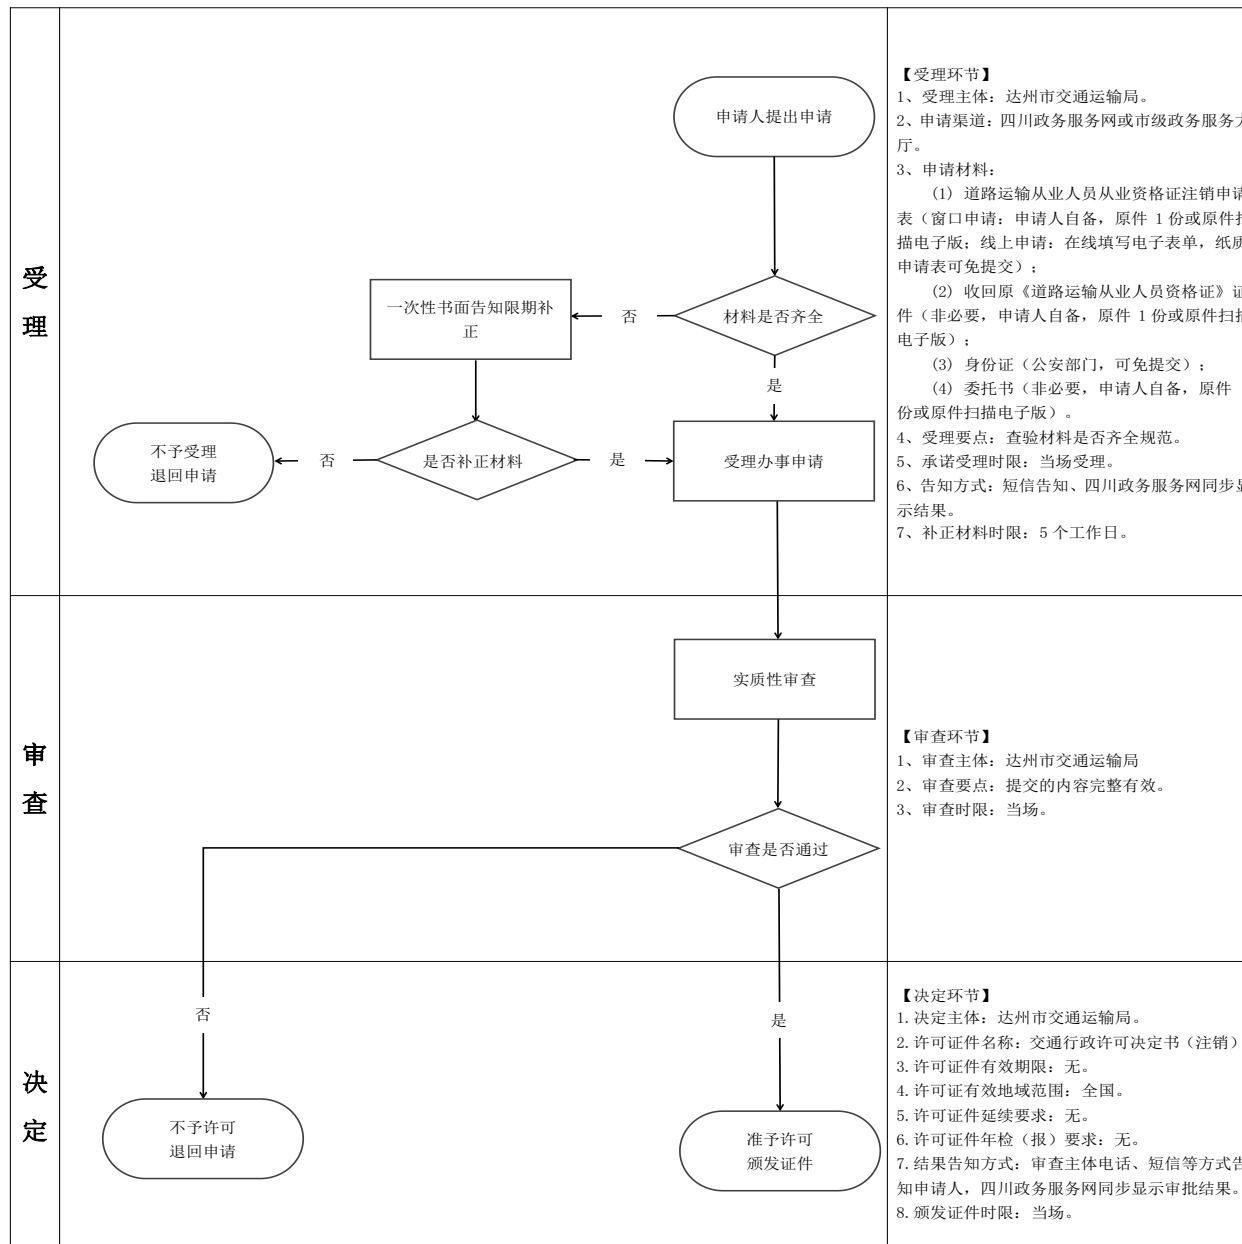 受
理
申请人提出申请
材料是否齐全
否
一次性书面告知限期补
正
是
是否补正材料
否
不予受理
退回申请
是
受理办事申请
【受理环节】
1、受理主体：达州市交通运输局。
2、申请渠道：四川政务服务网或市级政务服务大
厅。
3、申请材料：
（1）道路运输从业人员从业资格证注销申请
表（窗口申请：申请人自备，原件 1 份或原件扫
描电子版；线上申请：在线填写电子表单，纸质
申请表可免提交）；
（2）收回原《道路运输从业人员资格证》证
件（非必要，申请人自备，原件 1 份或原件扫描
电子版）；
（3）身份证（公安部门，可免提交）；
（4）委托书（非必要，申请人自备，原件
份或原件扫描电子版）。
4、受理要点：查验材料是否齐全规范。
5、承诺受理时限：当场受理。
6、告知方式：短信告知、四川政务服务网同步显
示结果。
7、补正材料时限：5 个工作日。
审
查
实质性审查
审查是否通过
【审查环节】
1、审查主体：达州市交通运输局
2、审查要点：提交的内容完整有效。
3、审查时限：当场。
决
定
否
是
不予许可
退回申请
准予许可
颁发证件
【决定环节】
1.决定主体：达州市交通运输局。
2.许可证件名称：交通行政许可决定书（注销）
3.许可证件有效期限：无。
4.许可证有效地域范围：全国。
5.许可证件延续要求：无。
6.许可证件年检（报）要求：无。
7.结果告知方式：审查主体电话、短信等方式告
知申请人，四川政务服务网同步显示审批结果。
8.颁发证件时限：当场。